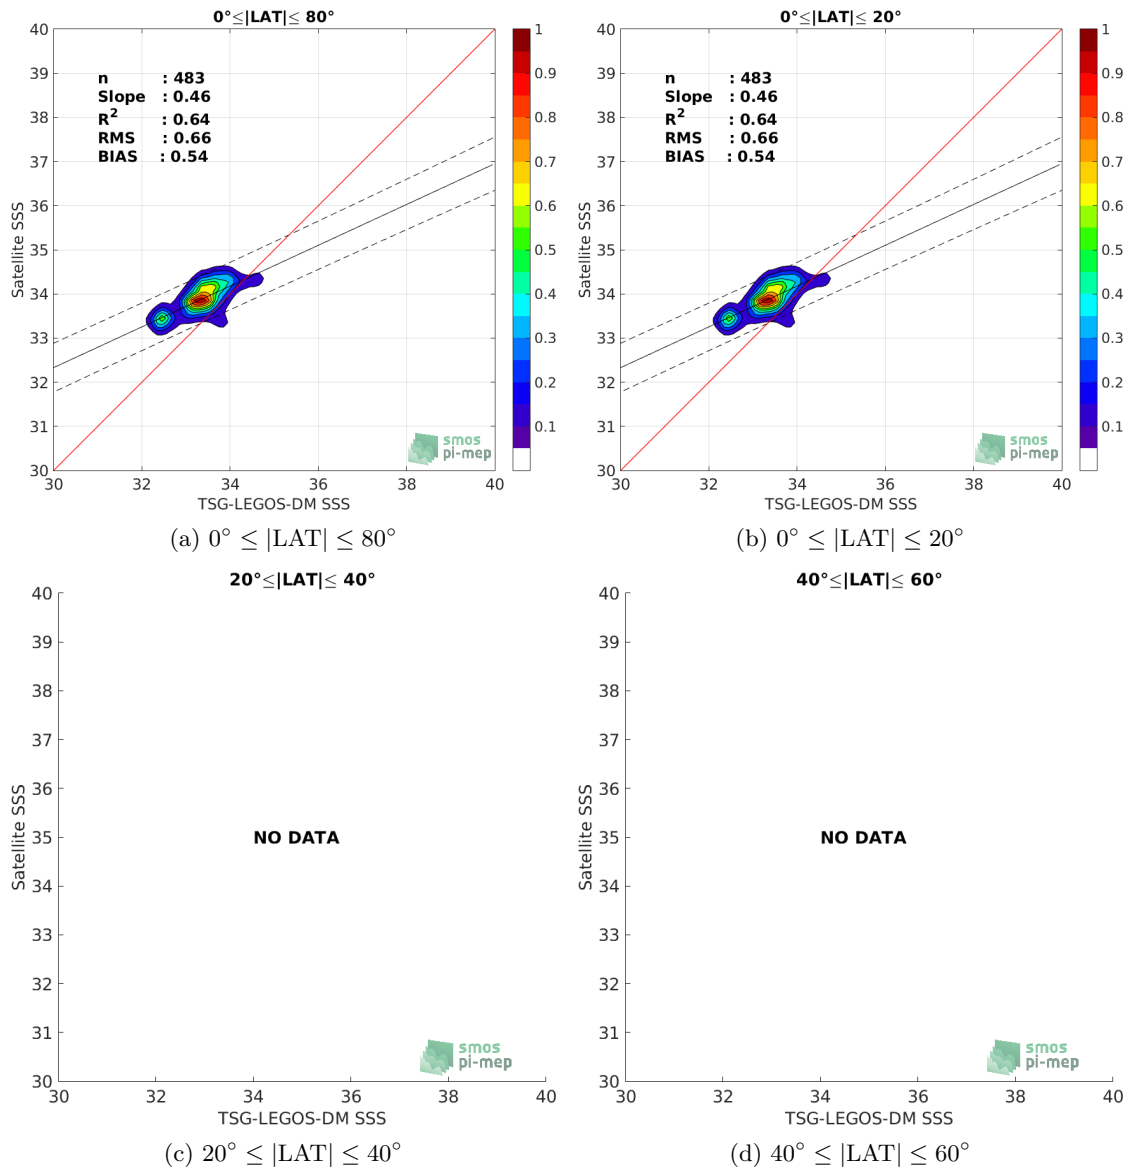 0°≤|LAT|≤ 80°
n : 483
Slope : 0.46
R² : 0.64
RMS : 0.66
BIAS : 0.54
Satellite SSS
40
39
38
37
36
35
34
33
32
31
30
30 32 34 36 38 40
TSG-LEGOS-DM SSS
1
0.9
0.8
0.7
0.6
0.5
0.4
0.3
0.2
0.1
smos
pi-mep
(a) 0° ≤ |LAT| ≤ 80°
0°≤|LAT|≤ 20°
n : 483
Slope : 0.46
R² : 0.64
RMS : 0.66
BIAS : 0.54
Satellite SSS
40
39
38
37
36
35
34
33
32
31
30
30 32 34 36 38 40
TSG-LEGOS-DM SSS
1
0.9
0.8
0.7
0.6
0.5
0.4
0.3
0.2
0.1
smos
pi-mep
(b) 0° ≤ |LAT| ≤ 20°
20°≤|LAT|≤ 40°
Satellite SSS
40
39
38
37
36
35
34
33
32
31
30
NO DATA
30 32 34 36 38 40
TSG-LEGOS-DM SSS
smos
pi-mep
(c) 20° ≤ |LAT| ≤ 40°
40°≤|LAT|≤ 60°
Satellite SSS
40
39
38
37
36
35
34
33
32
31
30
NO DATA
30 32 34 36 38 40
TSG-LEGOS-DM SSS
smos
pi-mep
(d) 40° ≤ |LAT| ≤ 60°